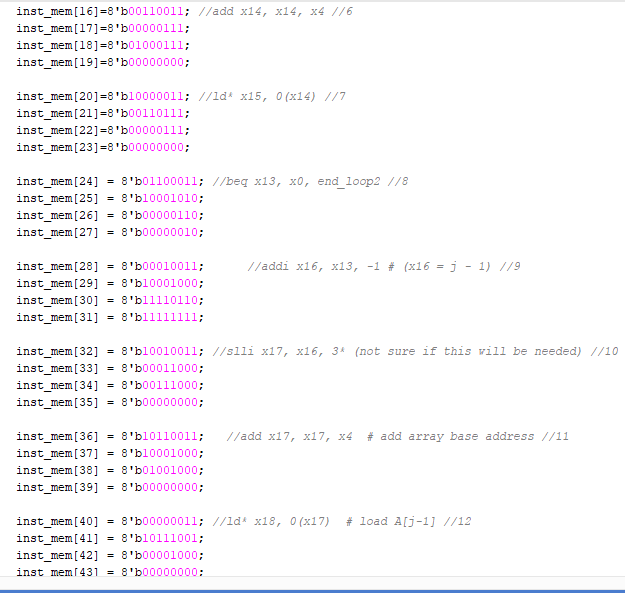 inst_mem[16]=8'b00110011; //add x14, x14, x4 //6
inst_mem[17]=8'b00000111;
inst_mem[18]=8'b01000111;
inst_mem[19]=8'b00000000;
inst_mem[20]=8'b10000011; //ld* x15, 0(x14) //7
inst_mem[21]=8'b00110111;
inst_mem[22]=8'b00000111;
inst_mem[23]=8'b00000000;
inst_mem[24] = 8'b01100011; //beq x13, x0, end_loop2 //8
inst_mem[25] = 8'b10001010;
inst_mem[26] = 8'b00000110;
inst_mem[27] = 8'b00000010;
inst_mem[28] = 8'b00010011; //addi x16, x13, -1 # (x16 = j - 1) //9
inst_mem[29] = 8'b10001000;
inst_mem[30] = 8'b11110110;
inst_mem[31] = 8'b11111111;
inst_mem[32] = 8'b10010011; //slli x17, x16, 3* (not sure if this will be needed) //10
inst_mem[33] = 8'b00011000;
inst_mem[34] = 8'b00111000;
inst_mem[35] = 8'b00000000;
inst_mem[36] = 8'b10110011; //add x17, x17, x4 # add array base address //11
inst_mem[37] = 8'b10001000;
inst_mem[38] = 8'b01001000;
inst_mem[39] = 8'b00000000;
inst_mem[40] = 8'b00000011; //ld* x18, 0(x17) # load A[j-1] //12
inst_mem[41] = 8'b10111001;
inst_mem[42] = 8'b00001000;
inst_mem[43] = 8'b00000000;